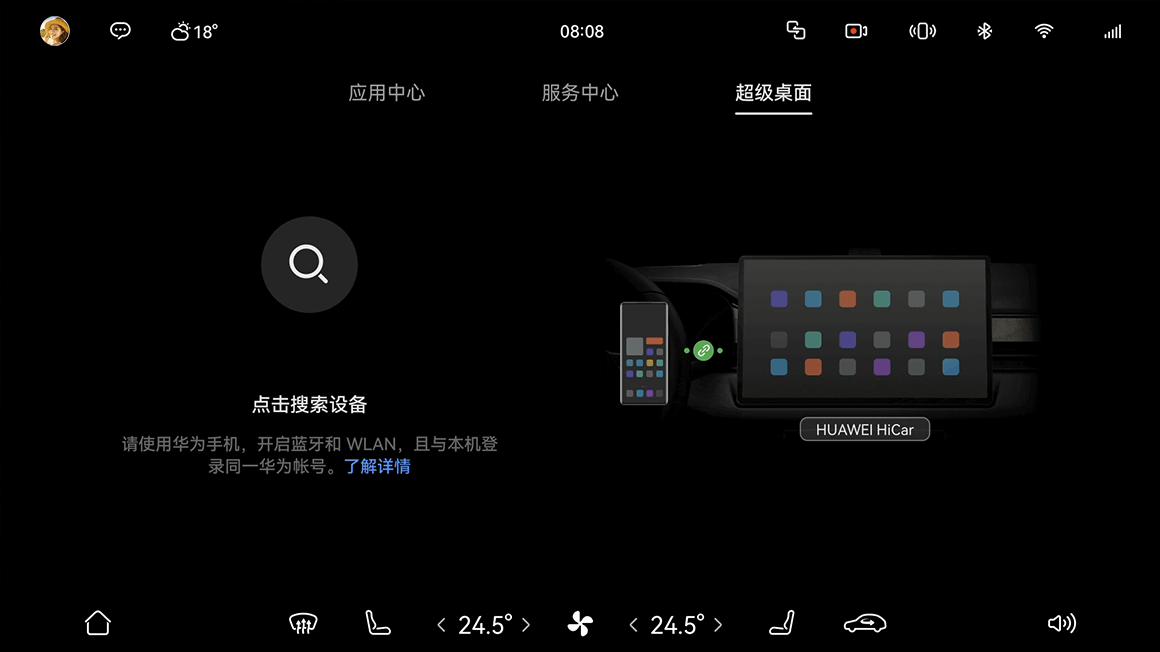 18°
08:08
应用中心
服务中心
超级桌面
点击搜索设备
请使用华为手机，开启蓝牙和 WLAN，且与本机登
录同一华为帐号。了解详情
HUAWEI HiCar
24.5°
24.5°